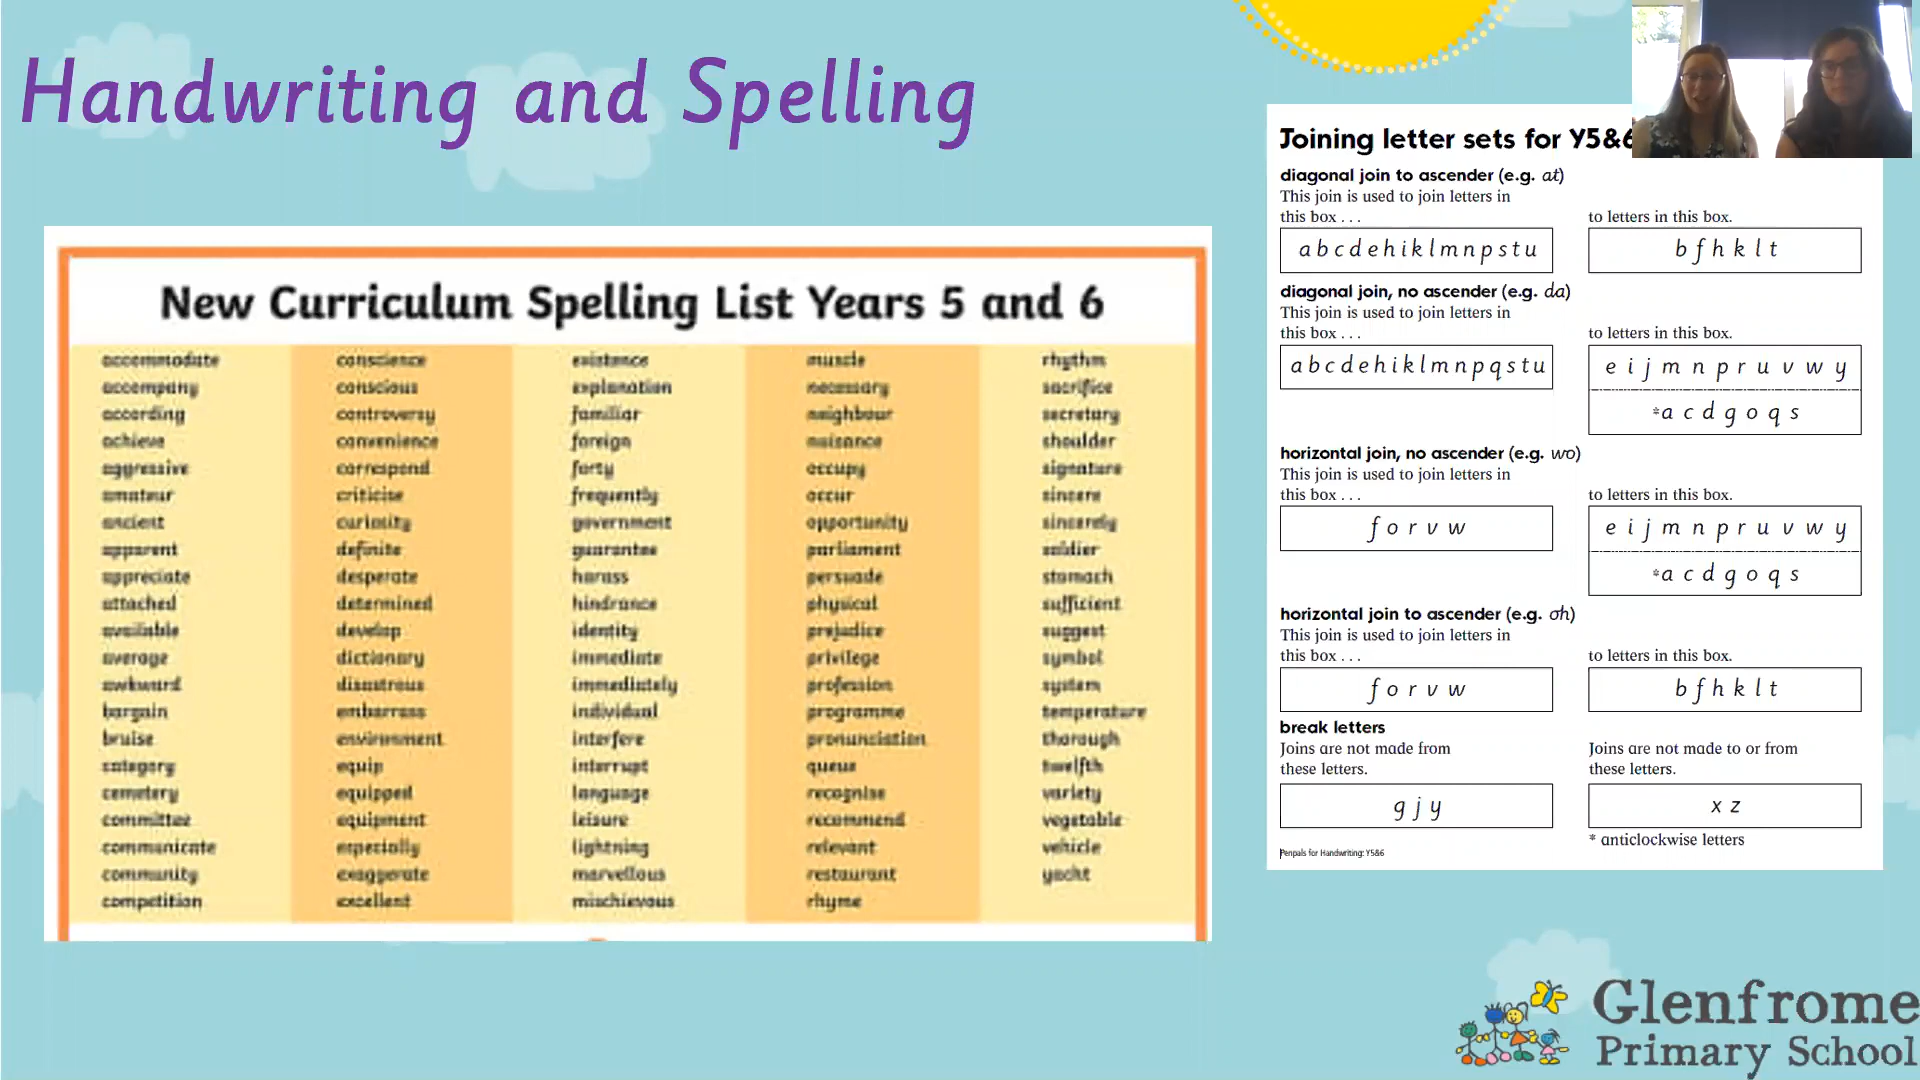 Handwriting and Spelling
New Curriculum Spelling List Years 5 and 6
accommodate conscience existence muscle rhythm
accompany conscious explanation necessary sacrifice
according controversy familiar neighbour secretary
achieve convenience foreign nuisance shoulder
aggressive correspond forty occupy signature
amateur criticise frequently occur sincere
ancient curiosity government opportunity sincerely
apparent definite guarantee parliament soldier
appreciate desperate harass persuade stomach
attached determined hindrance physical sufficient
available develop identity prejudice suggest
average dictionary immediate privilege symbol
awkward disastrous immediately profession system
bargain embarrass individual programme temperature
bruise environment interfere pronunciation thorough
category equip interrupt queue twelfth
cemetery equipped language recognise variety
committee equipment leisure recommend vegetable
communicate especially lightning relevant vehicle
community exaggerate marvellous restaurant yacht
competition excellent mischievous rhyme
Joining letter sets for Y5&6
diagonal join to ascender (e.g. at)
This join is used to join letters in
this box . . . to letters in this box.
a b c d e h i k l m n p s t u b f h k l t
diagonal join, no ascender (e.g. da)
This join is used to join letters in
this box . . . to letters in this box.
a b c d e h i k l m n p q s t u e i j m n p r u v w y
*a c d g o q s
horizontal join, no ascender (e.g. wo)
This join is used to join letters in
this box . . . to letters in this box.
f o r v w e i j m n p r u v w y
*a c d g o q s
horizontal join to ascender (e.g. oh)
This join is used to join letters in
this box . . . to letters in this box.
f o r v w b f h k l t
break letters
Joins are not made from Joins are not made to or from
these letters. these letters.
g j y x z
* anticlockwise letters
Penpals for Handwriting: Y5&6
Glenfrome
Primary School